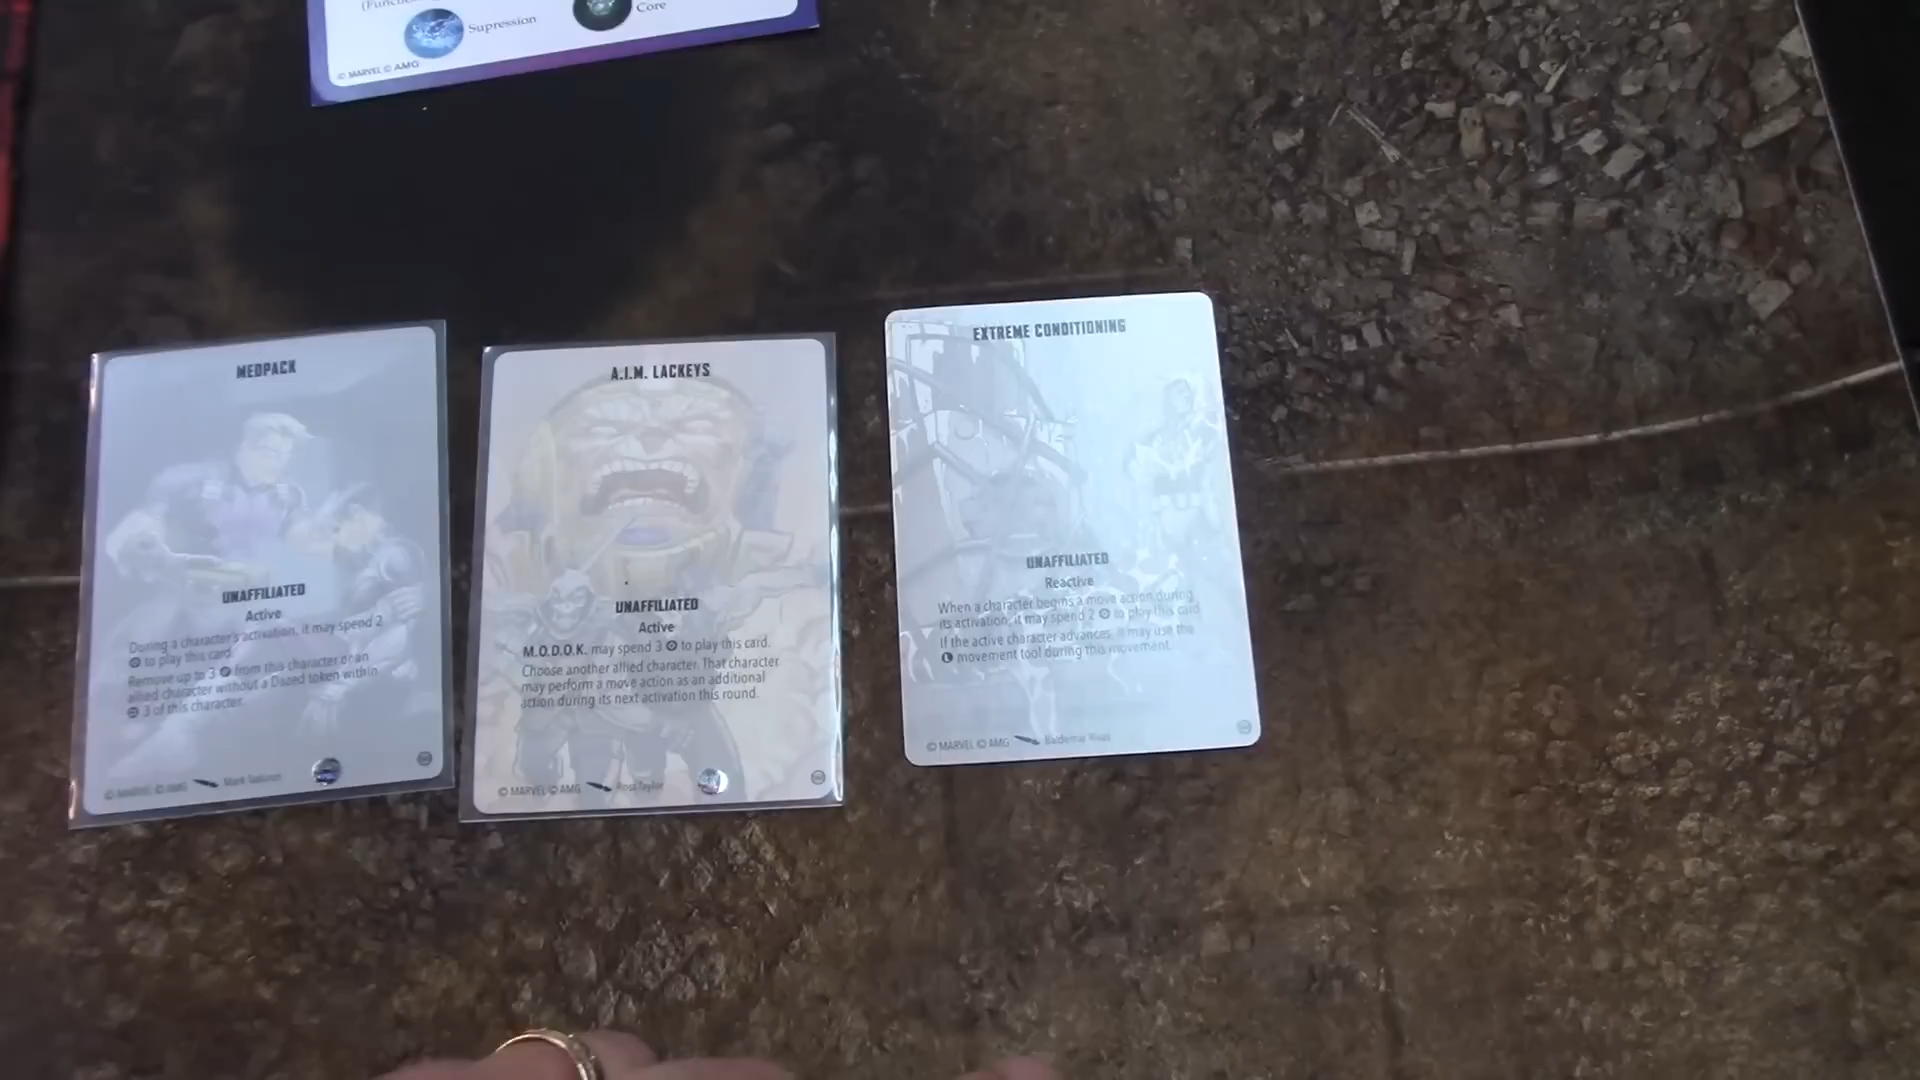 Supression
Core
© MARVEL © AMG
MEDPACK
UNAFFILIATED
Active
During a character's activation, it may spend 2
to play this card.
Remove up to 3 from this character or an
allied character without a Dazed token within
3 of this character.
A.I.M. LACKEYS
UNAFFILIATED
Active
M.O.D.O.K. may spend 3 to play this card.
Choose another allied character. That character
may perform a move action as an additional
action during its next activation this round.
© MARVEL © AMG Ross Taylor
EXTREME CONDITIONING
UNAFFILIATED
Reactive
When a character begins a move action during
its activation, it may spend 2 to play this card.
If the active character advances, it may use the
L movement tool during this movement.
© MARVEL © AMG Baldemar Rivas